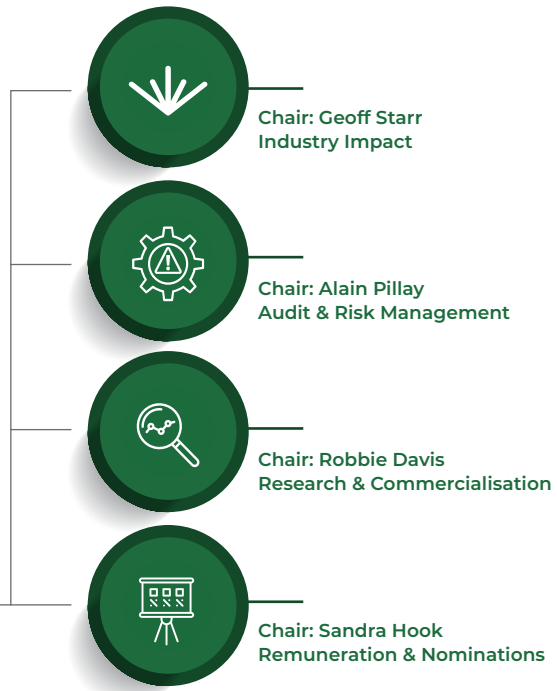 Chair: Geoff Starr
Industry Impact
Chair: Alain Pillay
Audit & Risk Management
Chair: Robbie Davis
Research & Commercialisation
Chair: Sandra Hook
Remuneration & Nominations